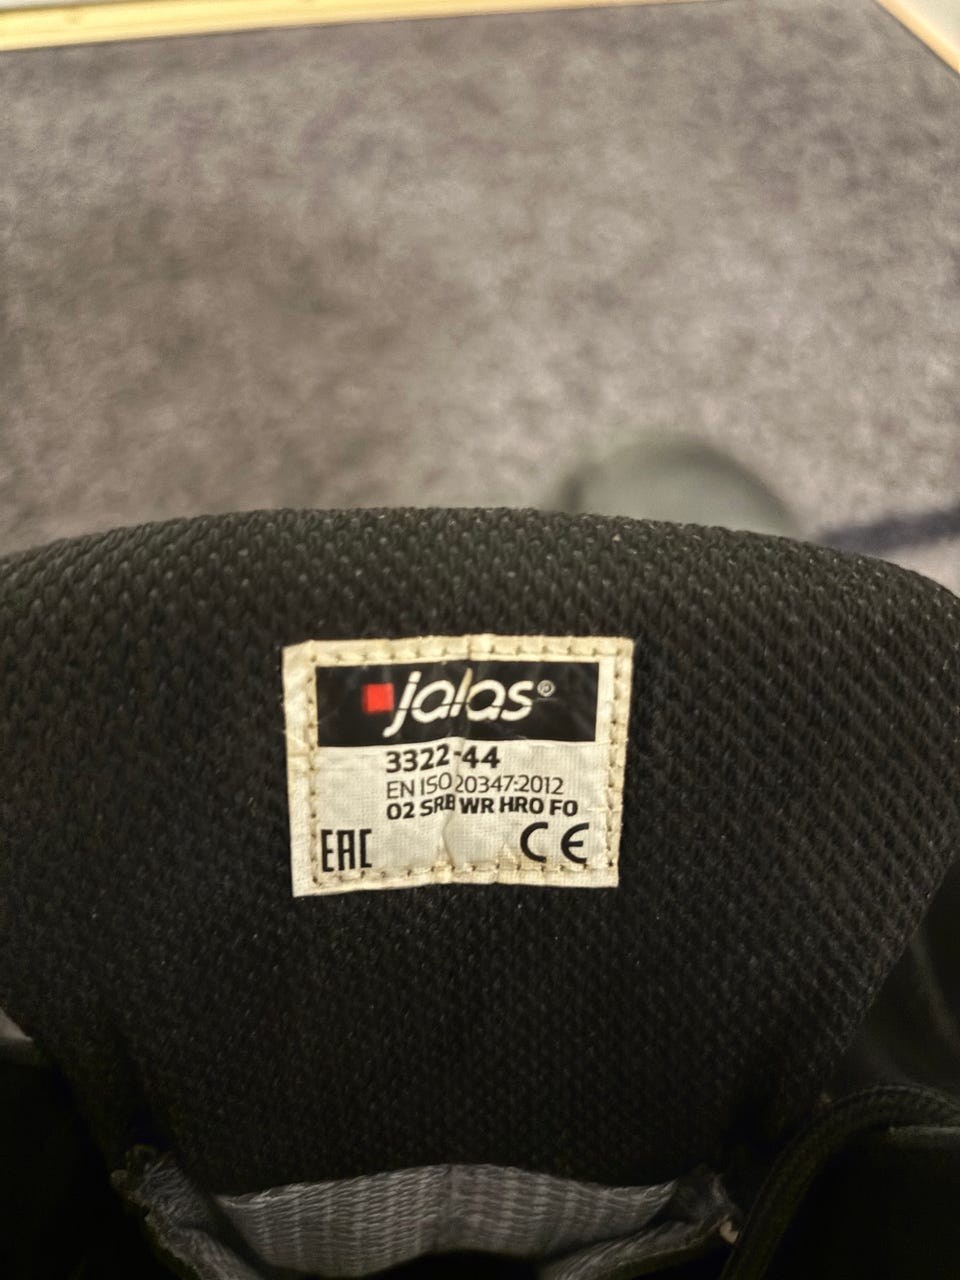 jalas®
3322-44
EN ISO 20347:2012
O2 SRB WR HRO FO
EAC CE